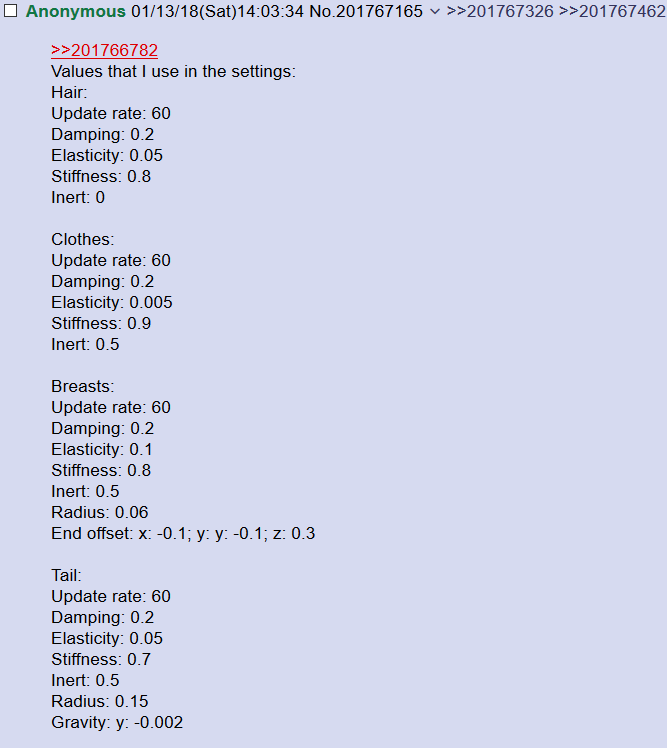 Anonymous 01/13/18(Sat)14:03:34 No.201767165 >>201767326 >>201767462
>>201766782
Values that I use in the settings:
Hair:
Update rate: 60
Damping: 0.2
Elasticity: 0.05
Stiffness: 0.8
Inert: 0
Clothes:
Update rate: 60
Damping: 0.2
Elasticity: 0.005
Stiffness: 0.9
Inert: 0.5
Breasts:
Update rate: 60
Damping: 0.2
Elasticity: 0.1
Stiffness: 0.8
Inert: 0.5
Radius: 0.06
End offset: x: -0.1; y: y: -0.1; z: 0.3
Tail:
Update rate: 60
Damping: 0.2
Elasticity: 0.05
Stiffness: 0.7
Inert: 0.5
Radius: 0.15
Gravity: y: -0.002